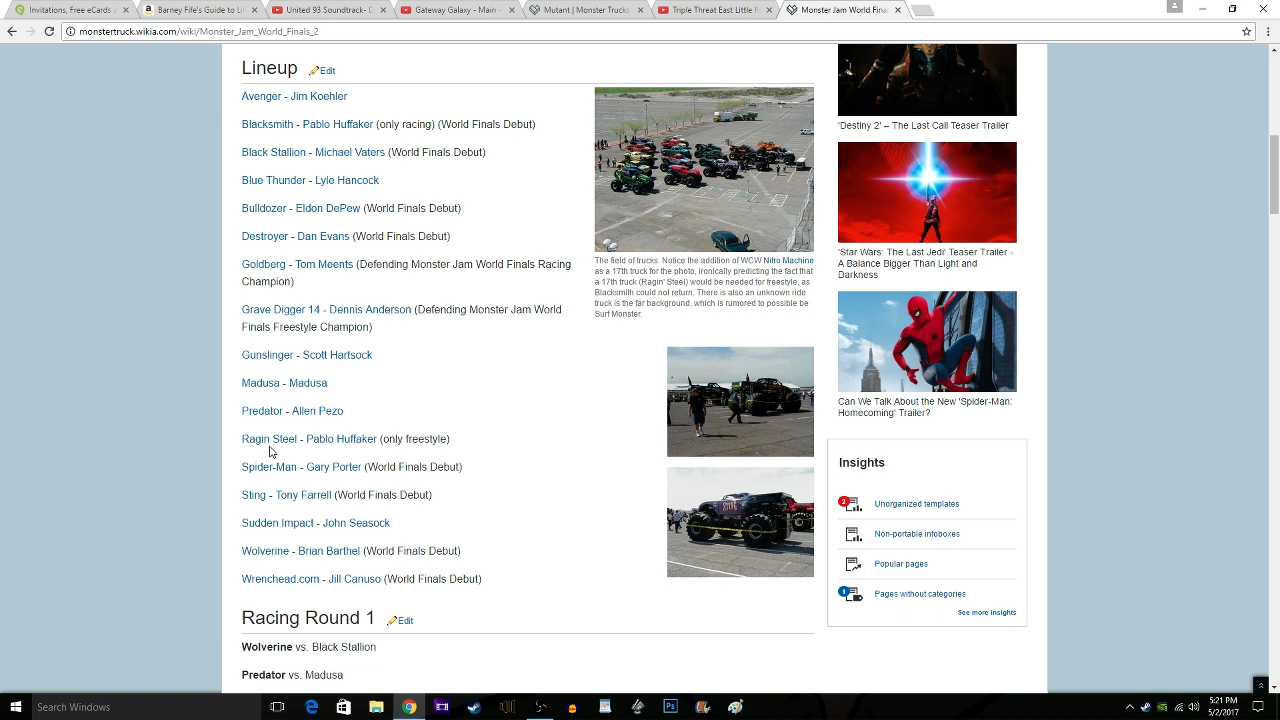 Invitations, Free eCards a
Barney Fife's Guide to Lif
United 93 Soundtrack- D
Gateway Galaxy - Main -
Mutant | Monster Trucks
Triple Threat East Little R
Monster Jam World Fina
monstertruck.wikia.com/wiki/Monster_Jam_World_Finals_2
Lineup Edit
Avenger - Jim Koehler
Blacksmith - Pablo Huffaker (only racing) (World Finals Debut)
Black Stallion - Michael Vaters (World Finals Debut)
Blue Thunder - Lyle Hancock
Bulldozer - Eldon DePew (World Finals Debut)
Destroyer - Dan Evans (World Finals Debut)
Goldberg - Tom Meents (Defending Monster Jam World Finals Racing
Champion)
Grave Digger 14 - Dennis Anderson (Defending Monster Jam World
Finals Freestyle Champion)
Gunslinger - Scott Hartsock
Madusa - Madusa
Predator - Allen Pezo
Ragin Steel - Pablo Huffaker (only freestyle)
Spider-Man - Gary Porter (World Finals Debut)
Sting - Tony Farrell (World Finals Debut)
Sudden Impact - John Seasock
Wolverine - Brian Barthel (World Finals Debut)
Wrenchead.com - Jill Canuso (World Finals Debut)
The field of trucks. Notice the addition of WCW Nitro Machine
as a 17th truck for the photo, ironically predicting the fact that
a 17th truck (Ragin' Steel) would be needed for freestyle, as
Blacksmith could not return. There is also an unknown ride
truck is the far background, which is rumored to possible be
Surf Monster.
STING
Racing Round 1 Edit
Wolverine vs. Black Stallion
Predator vs. Madusa
'Destiny 2' – The Last Call Teaser Trailer
'Star Wars: The Last Jedi' Teaser Trailer -
A Balance Bigger Than Light and
Darkness
Can We Talk About the New 'Spider-Man:
Homecoming' Trailer?
Insights
2 Unorganized templates
Non-portable infoboxes
Popular pages
1 Pages without categories
See more insights
Search Windows
5:21 PM
5/2/2017